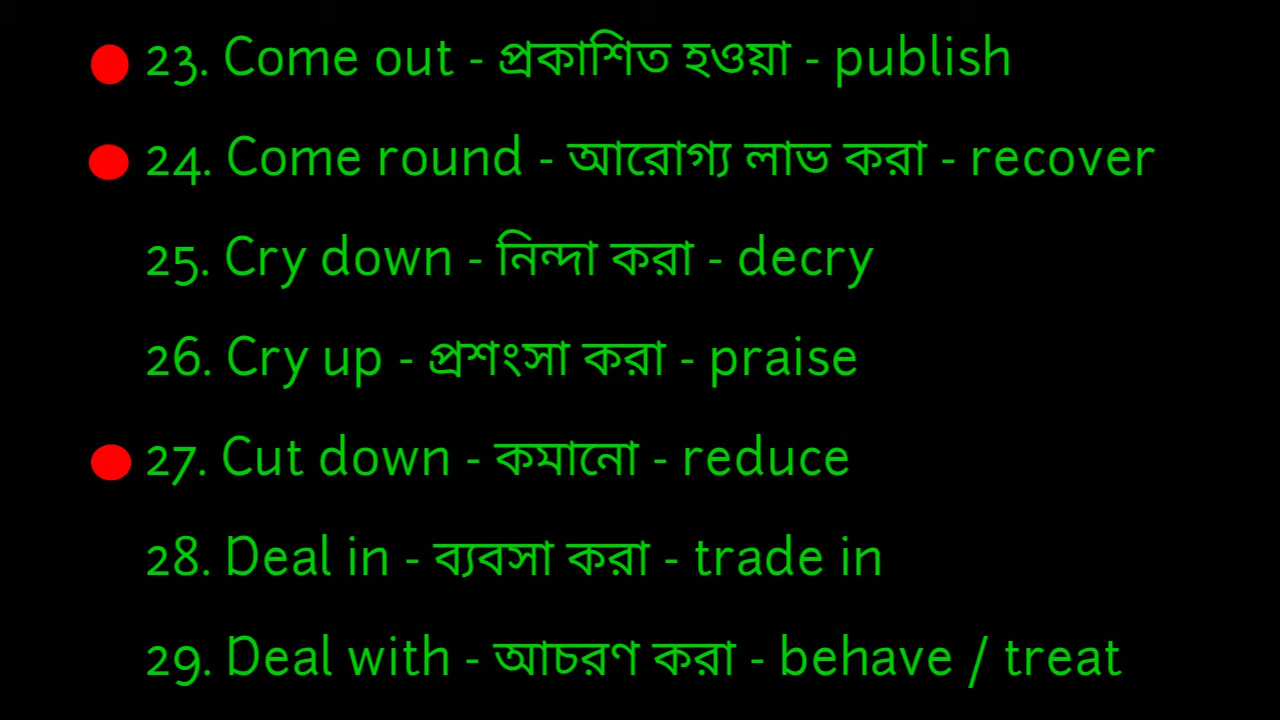 23. Come out - প্রকাশিত হওয়া - publish
24. Come round - আরোগ্য লাভ করা - recover
25. Cry down - নিন্দা করা - decry
26. Cry up - প্রশংসা করা - praise
27. Cut down - কমানো - reduce
28. Deal in - ব্যবসা করা - trade in
29. Deal with - আচরণ করা - behave / treat